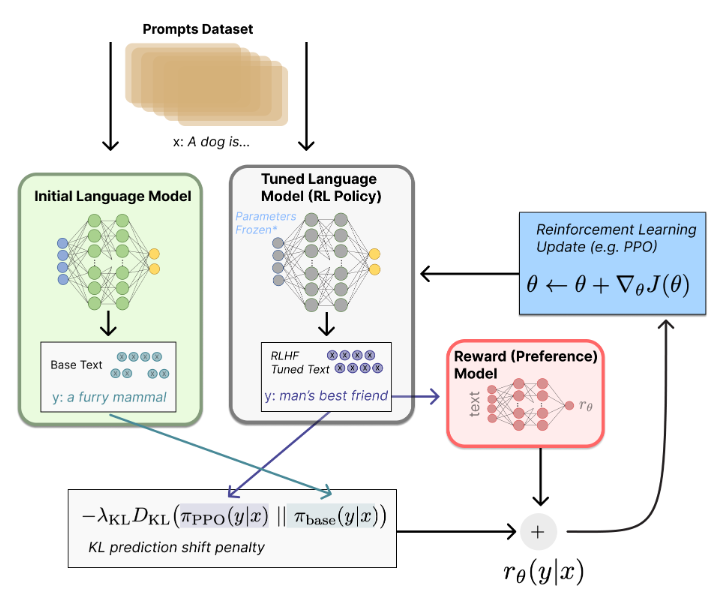 Prompts Dataset
x: A dog is...
Initial Language Model
Base Text
x x x x
x x x x
y: a furry mammal
Tuned Language
Model (RL Policy)
Parameters
Frozen*
RLHF
Tuned Text
x x x x
x x x x
y: man's best friend
Reinforcement Learning
Update (e.g. PPO)
θ ← θ + ∇θJ(θ)
Reward (Preference)
Model
text
rθ
−λKL DKL(πPPO(y|x) || πbase(y|x))
KL prediction shift penalty
+
rθ(y|x)